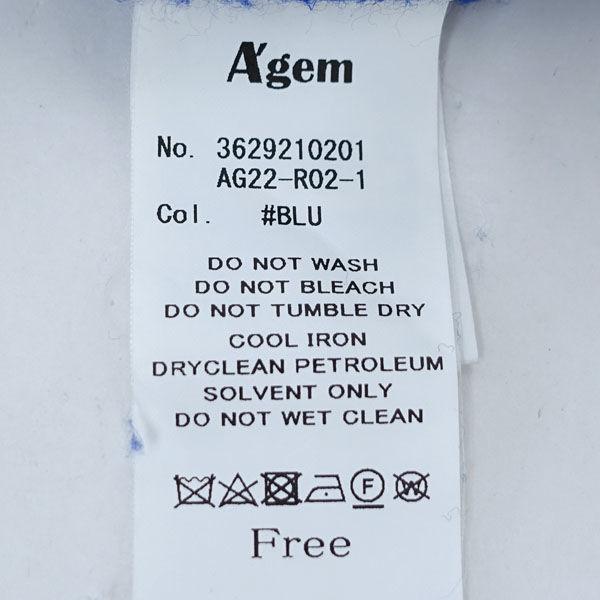 A'gem
No. 3629210201
AG22-R02-1
Col. #BLU
DO NOT WASH
DO NOT BLEACH
DO NOT TUMBLE DRY
COOL IRON
DRYCLEAN PETROLEUM
SOLVENT ONLY
DO NOT WET CLEAN
F W
Free